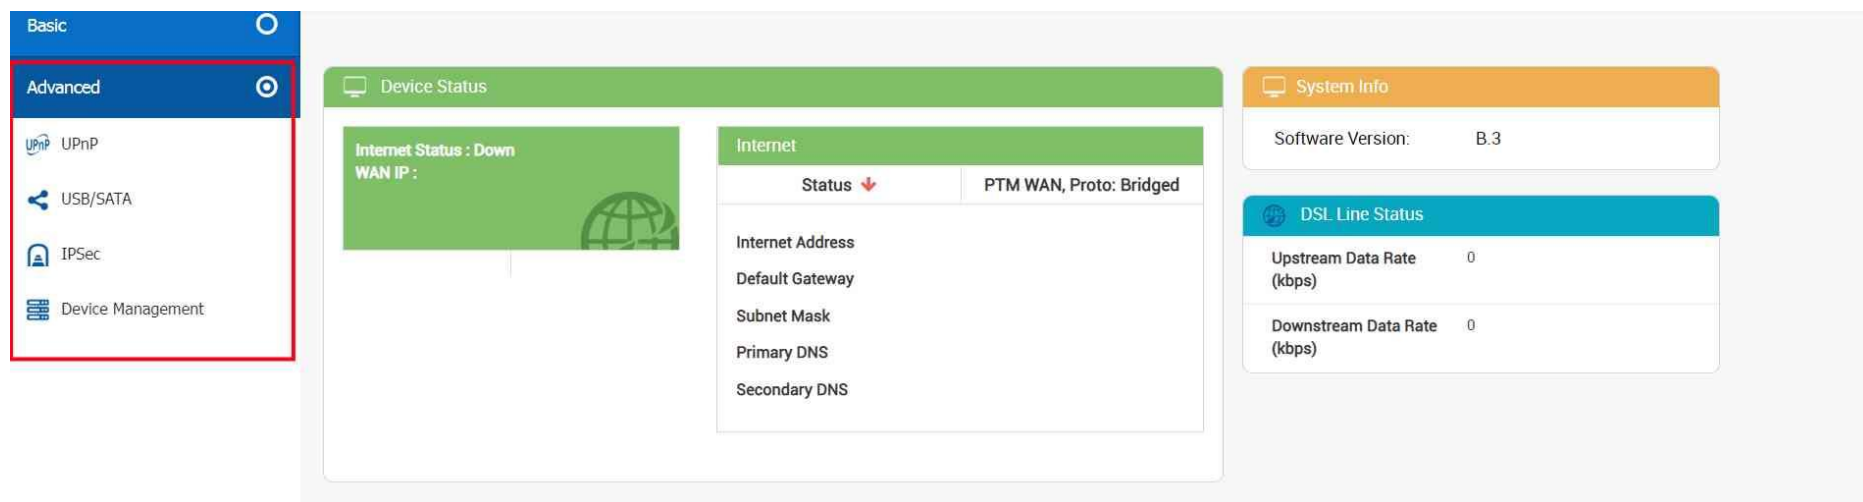 Basic
Advanced
UPnP UPnP
USB/SATA
IPSec
Device Management
Device Status
Internet Status : Down
WAN IP :
Internet
Status PTM WAN, Proto: Bridged
Internet Address
Default Gateway
Subnet Mask
Primary DNS
Secondary DNS
System Info
Software Version: B.3
DSL Line Status
Upstream Data Rate 0
(kbps)
Downstream Data Rate 0
(kbps)